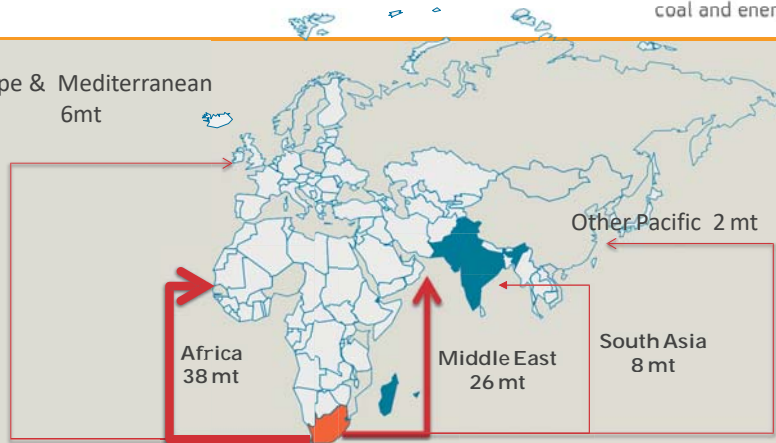 coal and ener
pe & Mediterranean
6mt
Other Pacific 2 mt
Africa
38 mt
Middle East
26 mt
South Asia
8 mt